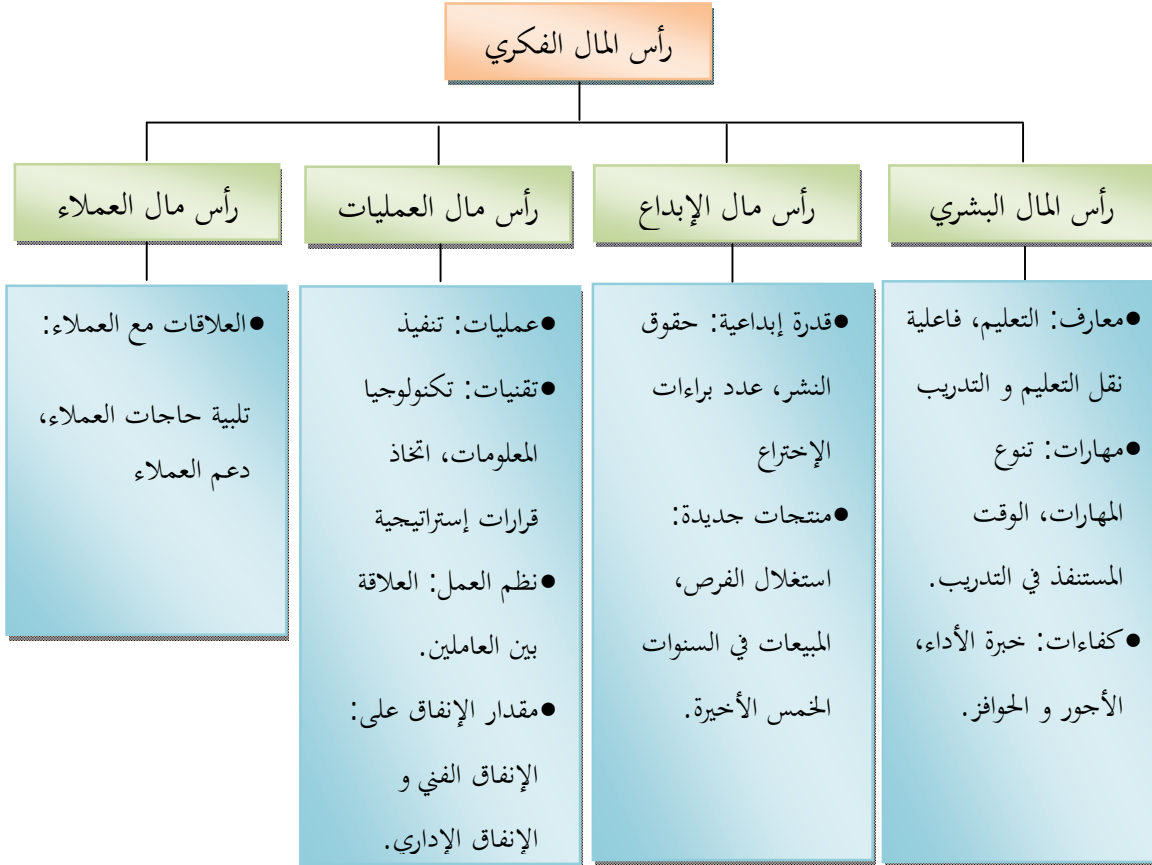 رأس المال الفكري
رأس المال البشري
رأس مال الإبداع
رأس مال العمليات
رأس مال العملاء
●معارف: التعليم، فاعلية
نقل التعليم و التدريب
●مهارات: تنوع
المهارات، الوقت
المستنفذ في التدريب.
●كفاءات: خبرة الأداء،
الأجور و الحوافز.
●قدرة إبداعية: حقوق
النشر، عدد براءات
الإختراع
●منتجات جديدة:
استغلال الفرص،
المبيعات في السنوات
الخمس الأخيرة.
●عمليات: تنفيذ
●تقنيات: تكنولوجيا
المعلومات، اتخاذ
قرارات إستراتيجية
●نظم العمل: العلاقة
بين العاملين.
●مقدار الإنفاق على:
الإنفاق الفني و
الإنفاق الإداري.
●العلاقات مع العملاء:
تلبية حاجات العملاء،
دعم العملاء